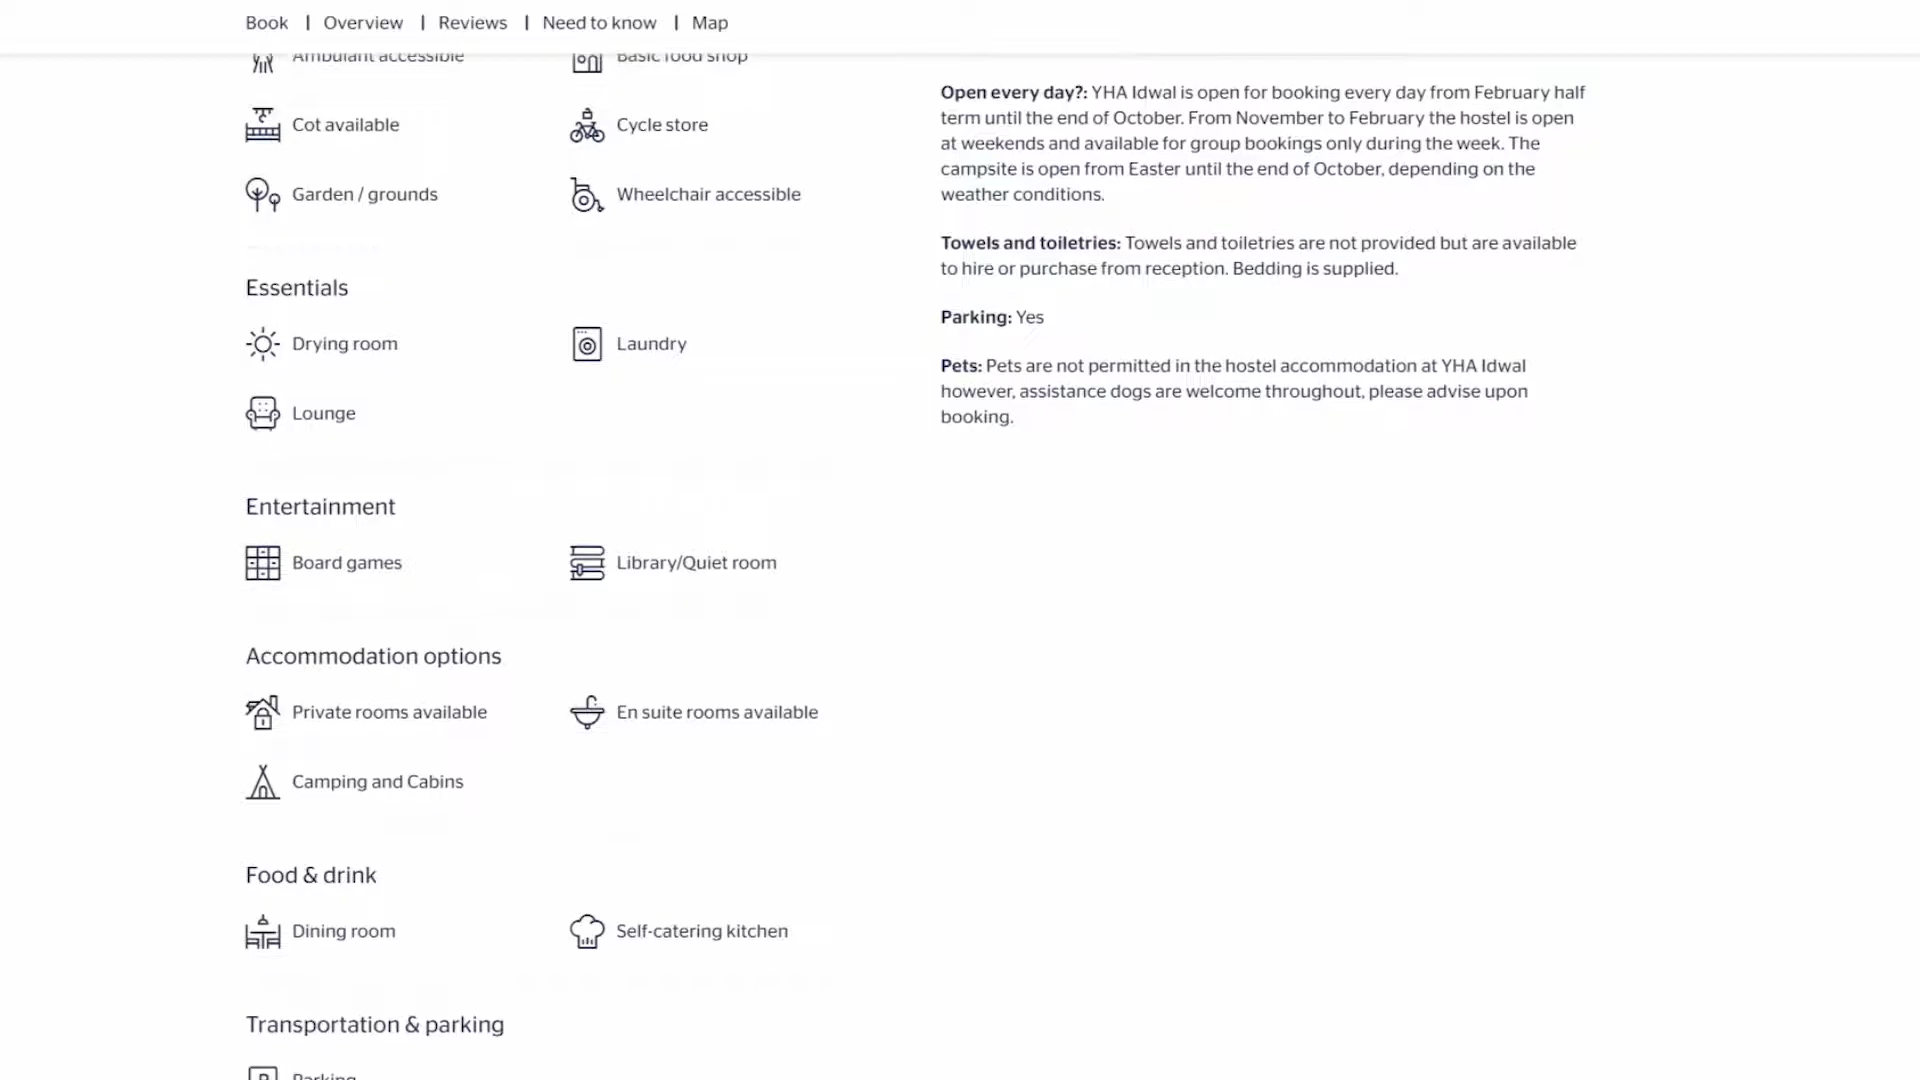 Book | Overview | Reviews | Need to know | Map
Ambulant accessible
Basic food shop
Cot available
Cycle store
Garden / grounds
Wheelchair accessible
Essentials
Drying room
Laundry
Lounge
Entertainment
Board games
Library/Quiet room
Accommodation options
Private rooms available
En suite rooms available
Camping and Cabins
Food & drink
Dining room
Self-catering kitchen
Transportation & parking
Parking
Open every day?: YHA Idwal is open for booking every day from February half
term until the end of October. From November to February the hostel is open
at weekends and available for group bookings only during the week. The
campsite is open from Easter until the end of October, depending on the
weather conditions.
Towels and toiletries: Towels and toiletries are not provided but are available
to hire or purchase from reception. Bedding is supplied.
Parking: Yes
Pets: Pets are not permitted in the hostel accommodation at YHA Idwal
however, assistance dogs are welcome throughout, please advise upon
booking.